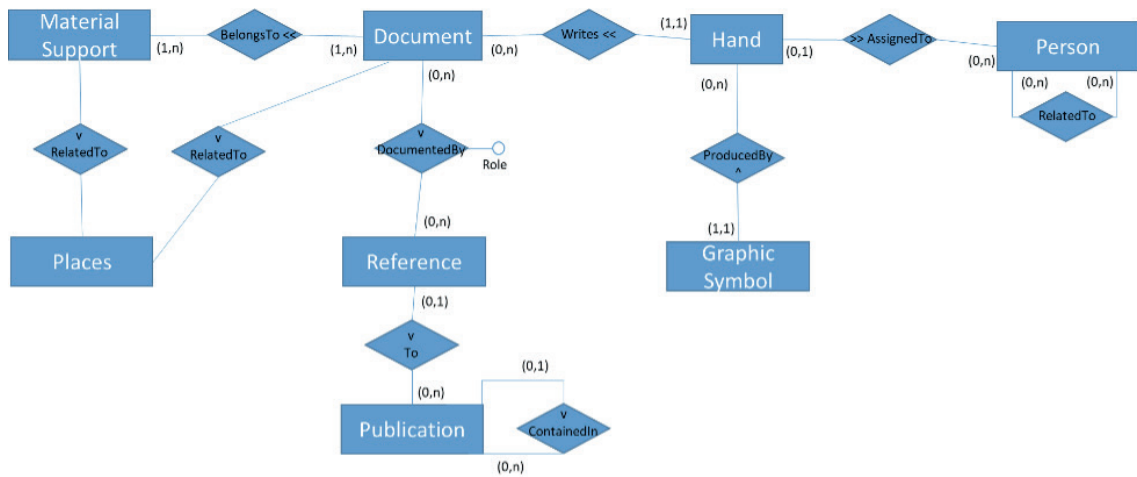 Material
Support
(1,n)
BelongsTo <<
(1,n)
Document
(0,n)
Writes <<
(1,1)
Hand
(0,1)
>> AssignedTo
(0,n)
Person
(0,n)
(0,n)
RelatedTo
(0,n)
(0,n)
v
RelatedTo
v
RelatedTo
v
DocumentedBy
Role
ProducedBy
^
(0,n)
(1,1)
Places
Reference
Graphic
Symbol
(0,1)
v
To
(0,n)
(0,1)
Publication
v
ContainedIn
(0,n)